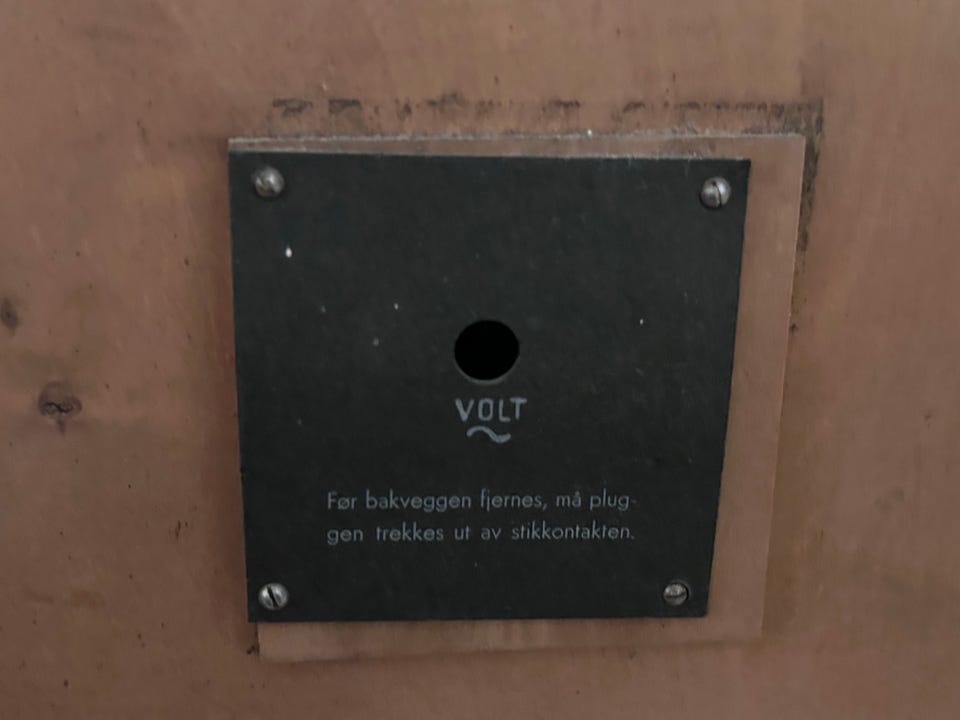 VOLT
~
Før bakveggen fjernes, må plug-
gen trekkes ut av stikkontakten.